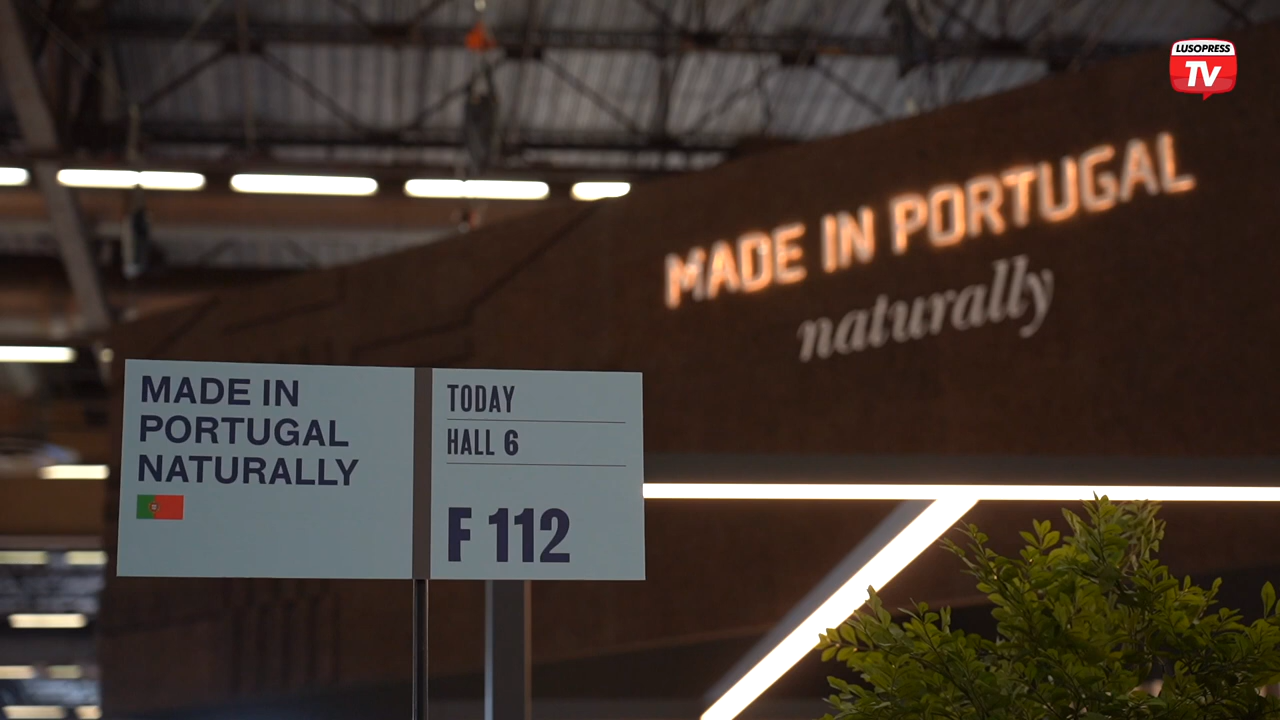 LUSOPRESS
TV
MADE IN PORTUGAL
naturally
MADE IN
PORTUGAL
NATURALLY
TODAY
HALL 6
F 112